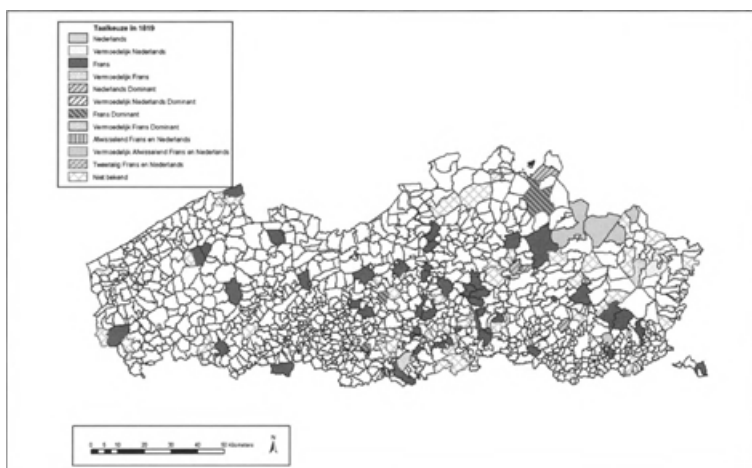 Taalkeuze in 1819
Nederlands
Vermoedelijk Nederlands
Frans
Vermoedelijk Frans
Nederlands Dominant
Vermoedelijk Nederlands Dominant
Frans Dominant
Vermoedelijk Frans Dominant
Afwisselend Frans en Nederlands
Vermoedelijk Afwisselend Frans en Nederlands
Tweetalig Frans en Nederlands
Niet bekend
N
0 5 10 20 30 40 50 Kilometers